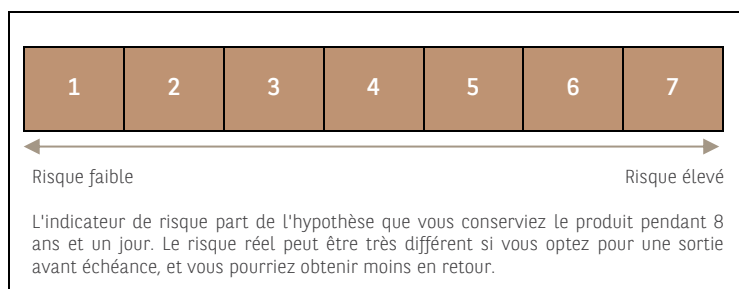 1 2 3 4 5 6 7
Risque faible Risque élevé
L'indicateur de risque part de l'hypothèse que vous conserviez le produit pendant 8
ans et un jour. Le risque réel peut être très différent si vous optez pour une sortie
avant échéance, et vous pourriez obtenir moins en retour.